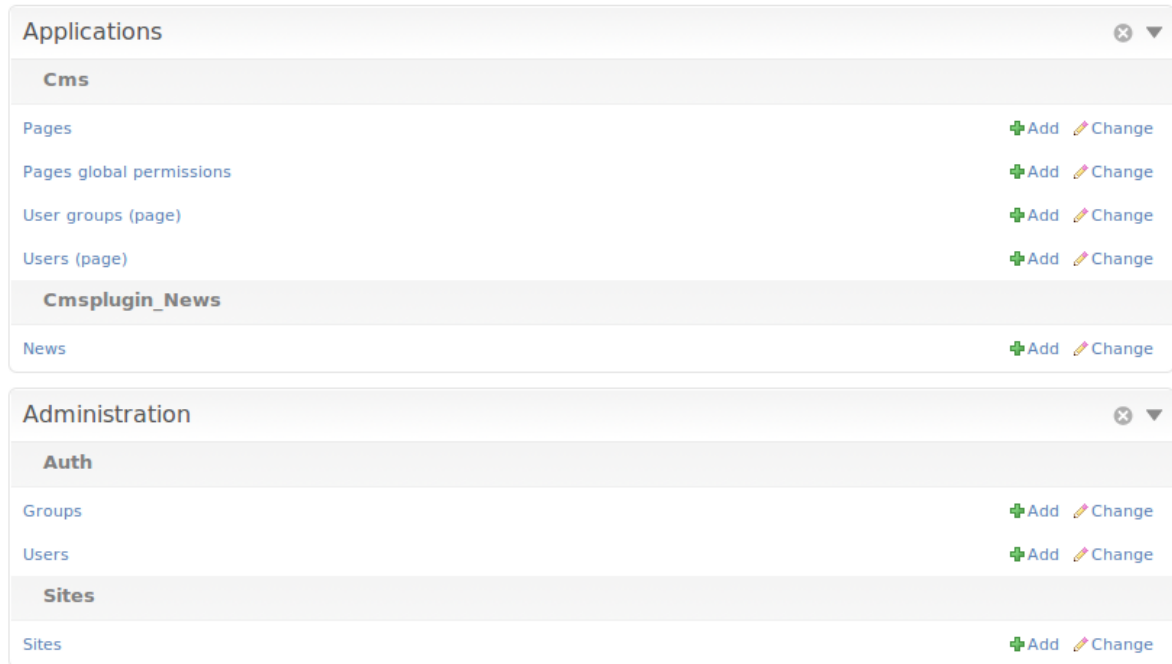 Applications
Cms
Pages Add Change
Pages global permissions Add Change
User groups (page) Add Change
Users (page) Add Change
Cmsplugin_News
News Add Change
Administration
Auth
Groups Add Change
Users Add Change
Sites
Sites Add Change